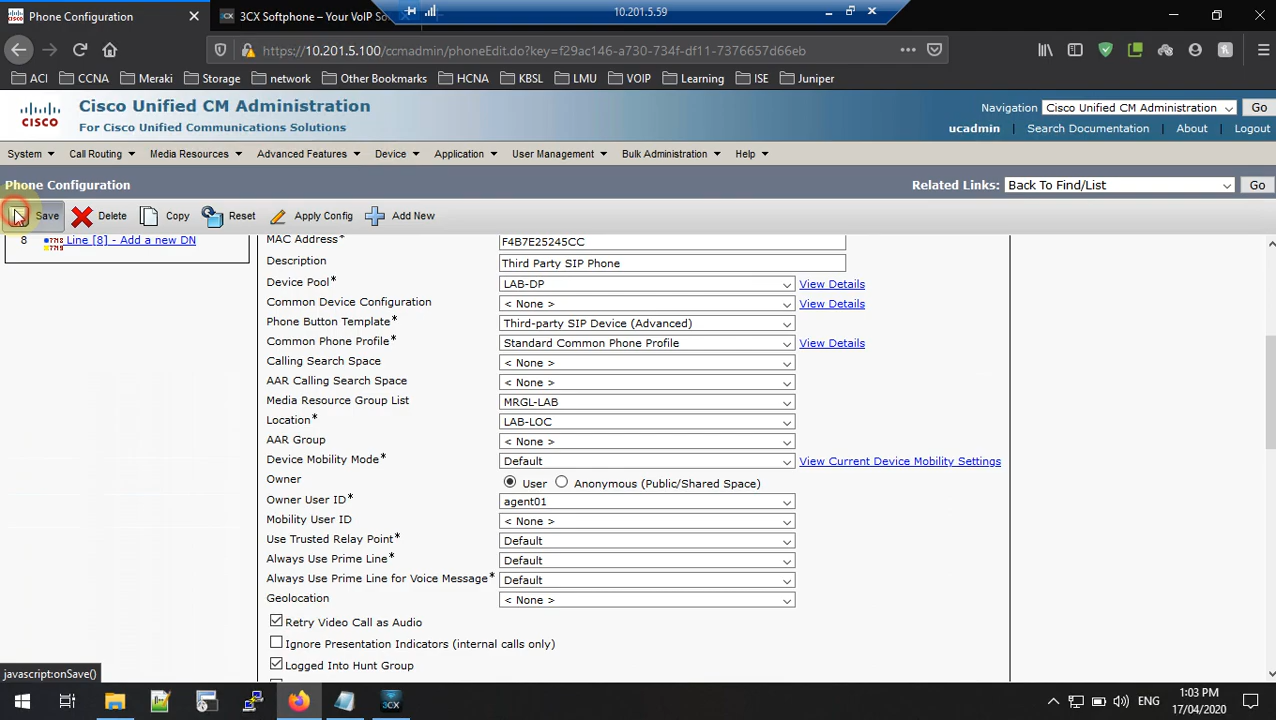 Phone Configuration
3CX Softphone – Your VoIP So
10.201.5.59
https://10.201.5.100/ccmadmin/phoneEdit.do?key=f29ac146-a730-734f-df11-7376657d66eb
ACI CCNA Meraki Storage network Other Bookmarks HCNA KBSL LMU VOIP Learning ISE Juniper
CISCO
Cisco Unified CM Administration
For Cisco Unified Communications Solutions
Navigation Cisco Unified CM Administration Go
ucadmin | Search Documentation | About | Logout
System Call Routing Media Resources Advanced Features Device Application User Management Bulk Administration Help
Phone Configuration
Related Links: Back To Find/List Go
Save Delete Copy Reset Apply Config Add New
8 Line [8] - Add a new DN
MAC Address* F4B7E25245CC
Description Third Party SIP Phone
Device Pool* LAB-DP View Details
Common Device Configuration < None > View Details
Phone Button Template* Third-party SIP Device (Advanced)
Common Phone Profile* Standard Common Phone Profile View Details
Calling Search Space < None >
AAR Calling Search Space < None >
Media Resource Group List MRGL-LAB
Location* LAB-LOC
AAR Group < None >
Device Mobility Mode* Default View Current Device Mobility Settings
Owner User Anonymous (Public/Shared Space)
Owner User ID* agent01
Mobility User ID < None >
Use Trusted Relay Point* Default
Always Use Prime Line* Default
Always Use Prime Line for Voice Message* Default
Geolocation < None >
Retry Video Call as Audio
Ignore Presentation Indicators (internal calls only)
Logged Into Hunt Group
javascript:onSave()
3CX
ENG
1:03 PM
17/04/2020